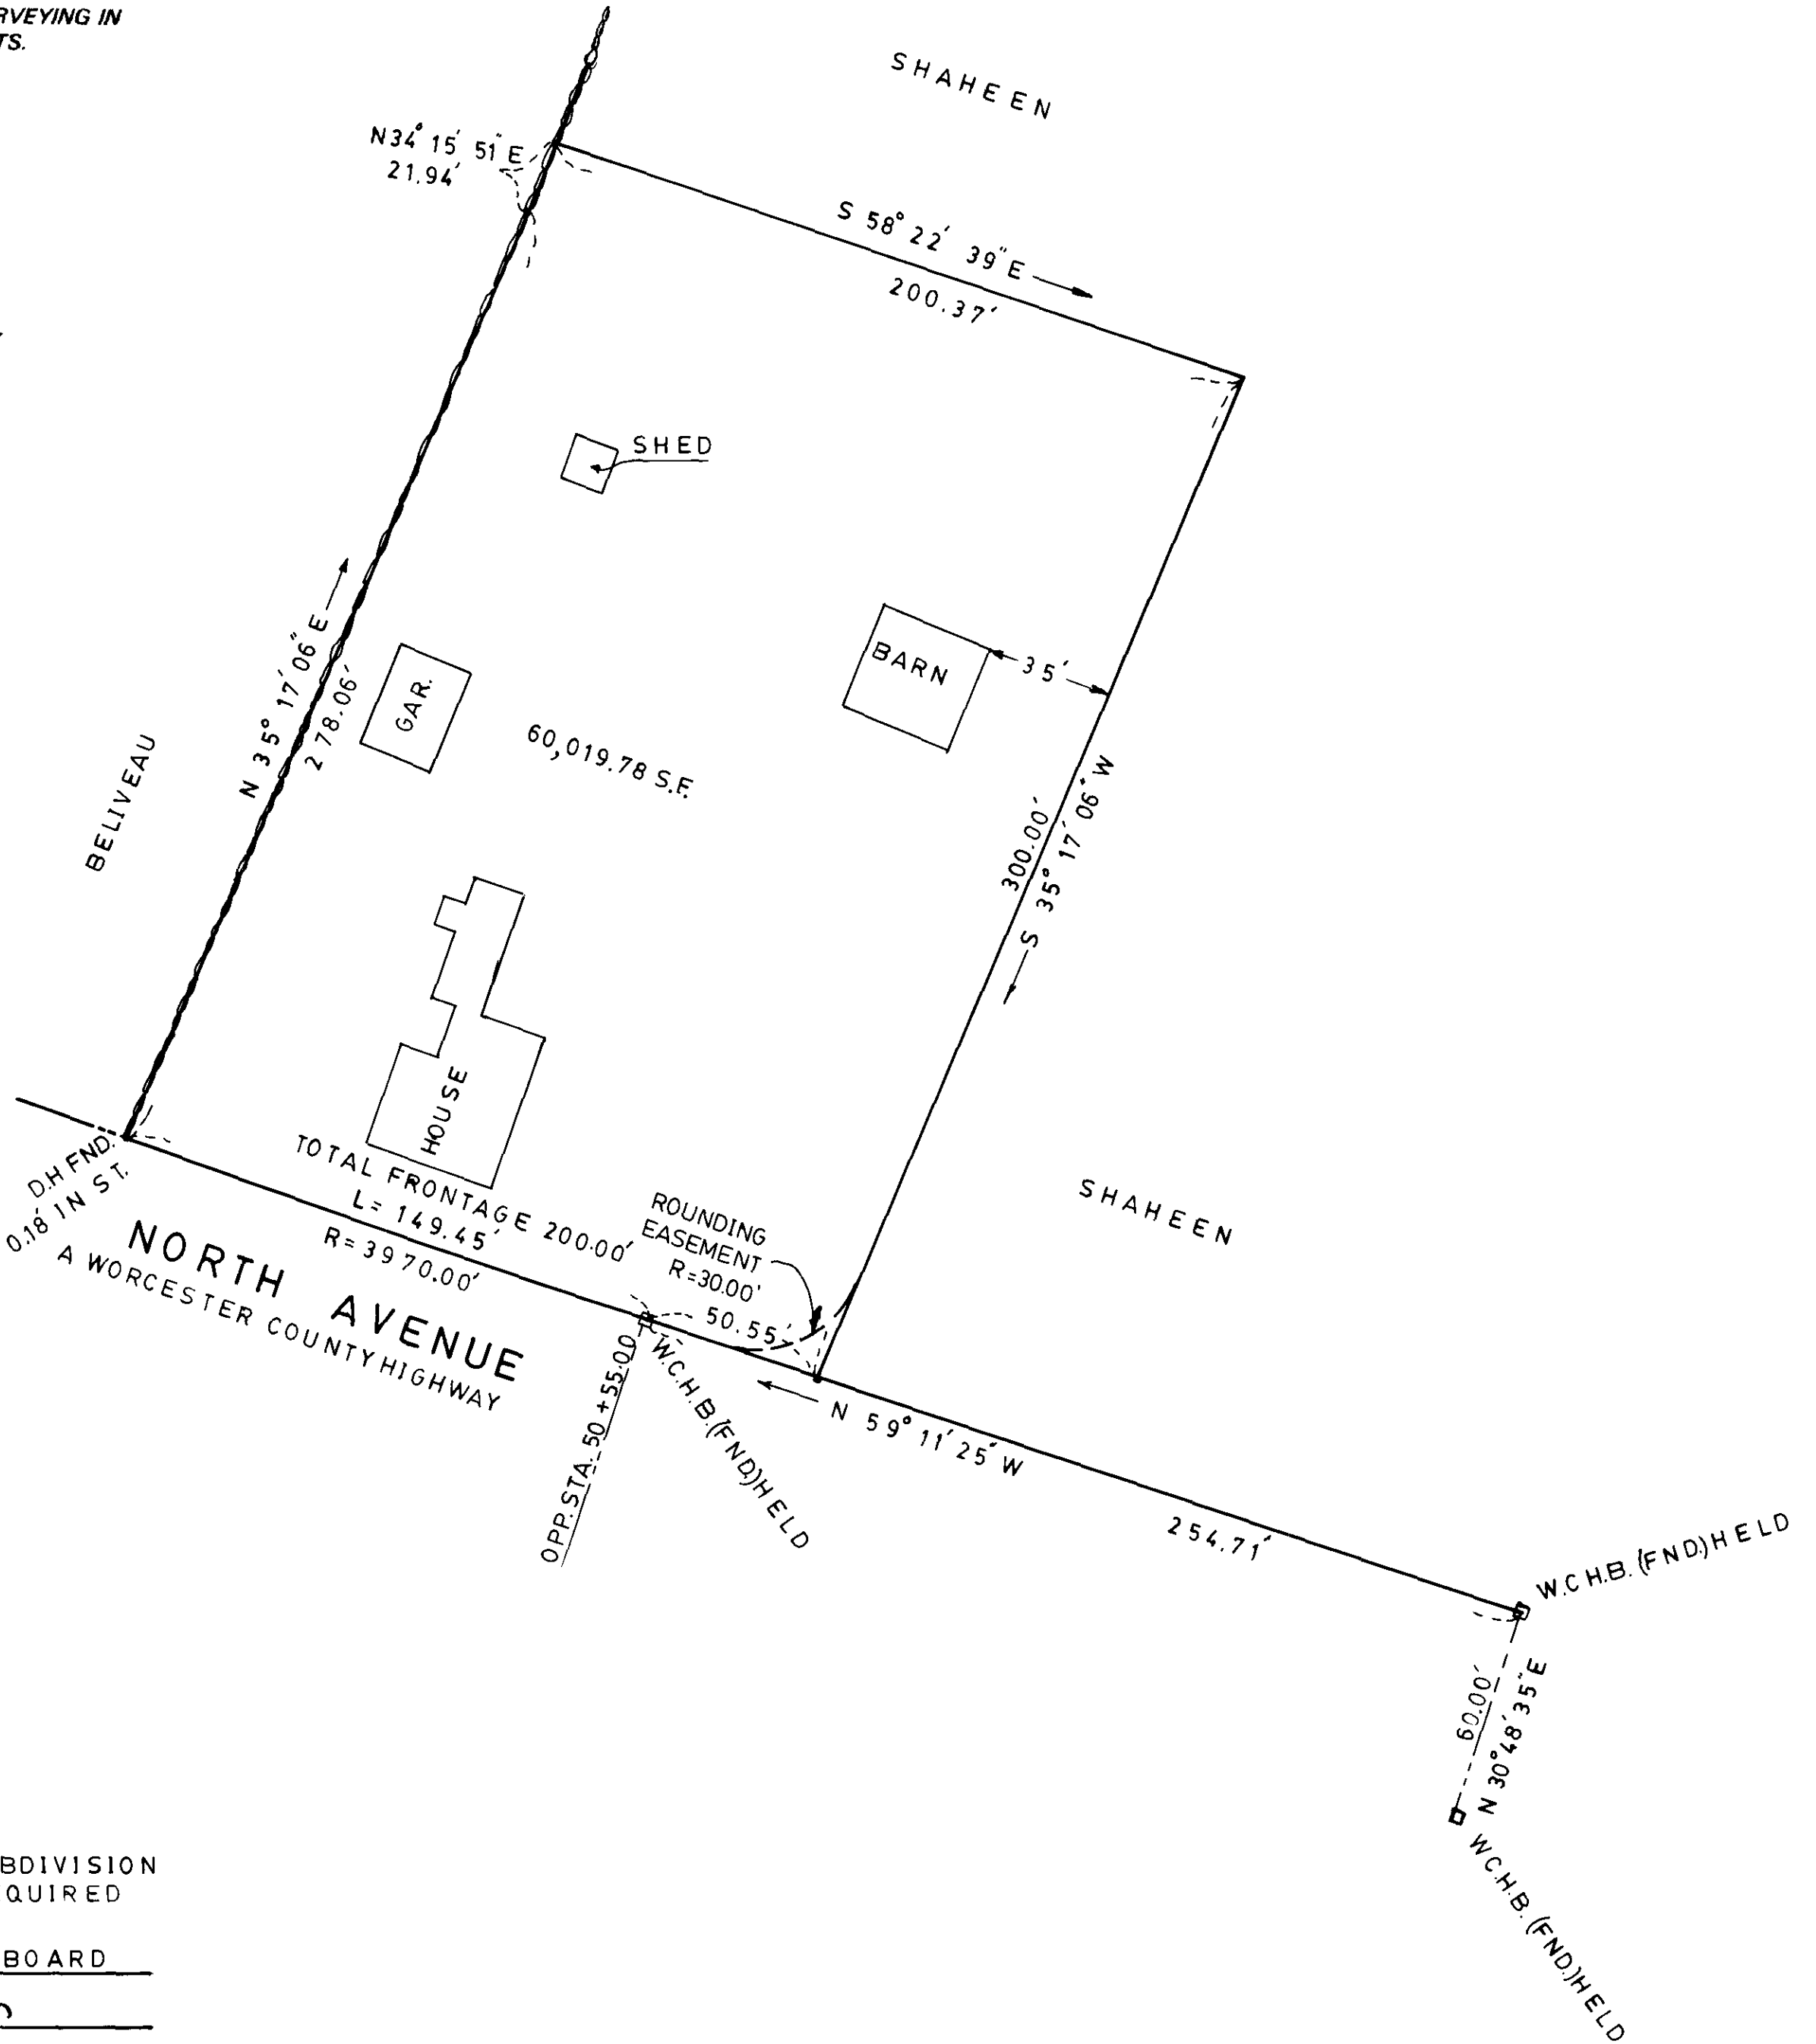 RVEYING IN
TS.
SHAHEEN
N34° 15' 51" E
21.94'
S 58° 22' 39" E
200.37'
SHED
BARN
35'
N 35° 17' 06" E
278.06'
GAR.
60,019.78 S.F.
BELIVEAU
300.00'
S 35° 17' 06" W
HOUSE
D.H FND.
0.18' IN ST.
TOTAL FRONTAGE 200.00'
L= 149.45'
R=3970.00'
ROUNDING
EASEMENT
R=30.00'
50.55'
SHAHEEN
NORTH AVENUE
A WORCESTER COUNTY HIGHWAY
OPP. STA. 50+55.00
W.C.H.B.(FND.)HELD
N 59° 11' 25" W
254.71'
W.C H.B. (FND.)HELD
60.00'
N 30° 48' 35" E
W.C.H.B. (FND.)HELD
BDIVISION
QUIRED
BOARD